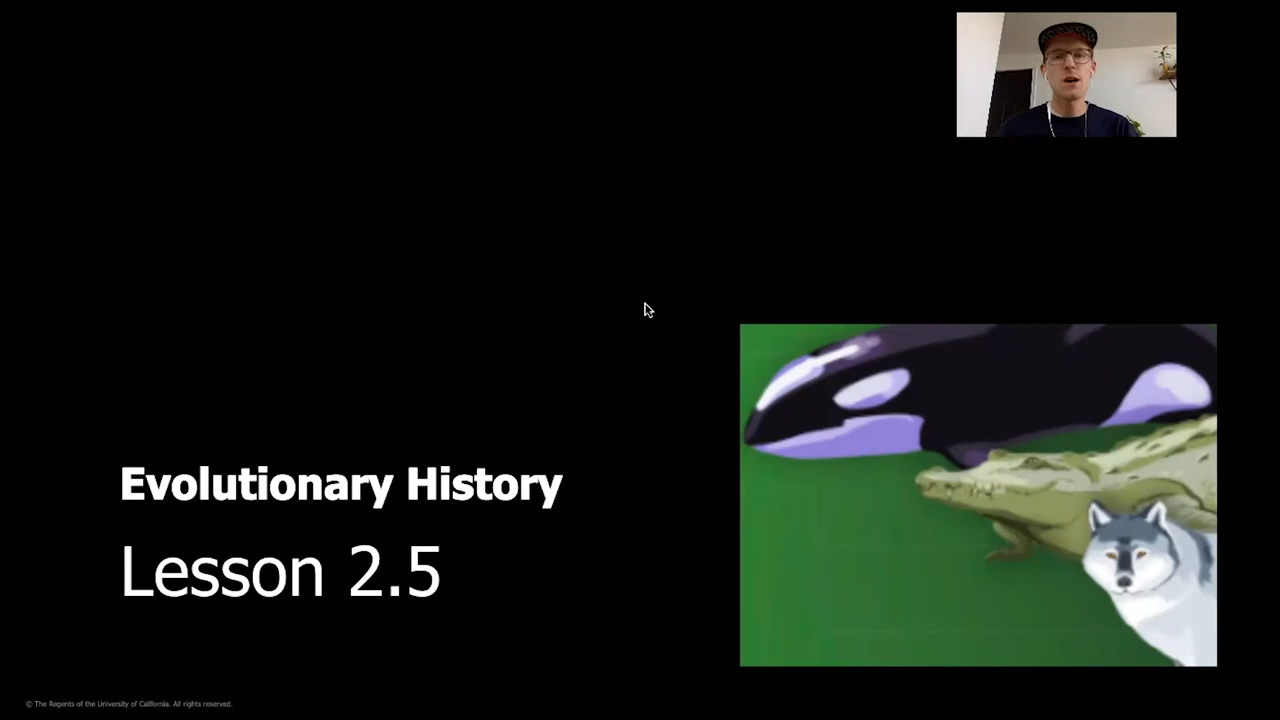 Evolutionary History
Lesson 2.5
© The Regents of the University of California. All rights reserved.